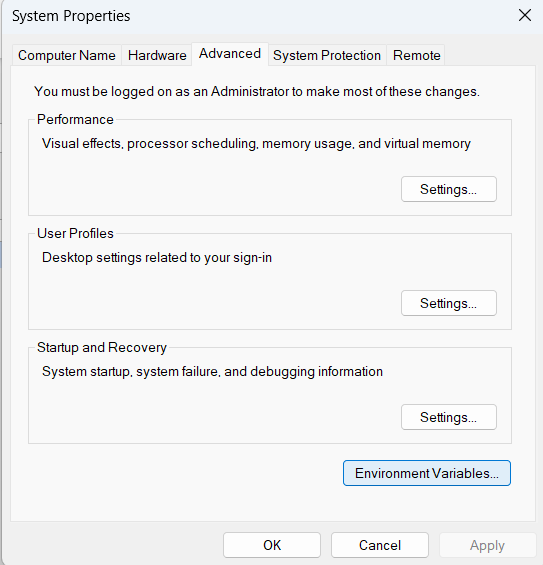 System Properties
Computer Name Hardware Advanced System Protection Remote
You must be logged on as an Administrator to make most of these changes.
Performance
Visual effects, processor scheduling, memory usage, and virtual memory
Settings...
User Profiles
Desktop settings related to your sign-in
Settings...
Startup and Recovery
System startup, system failure, and debugging information
Settings...
Environment Variables...
OK Cancel Apply